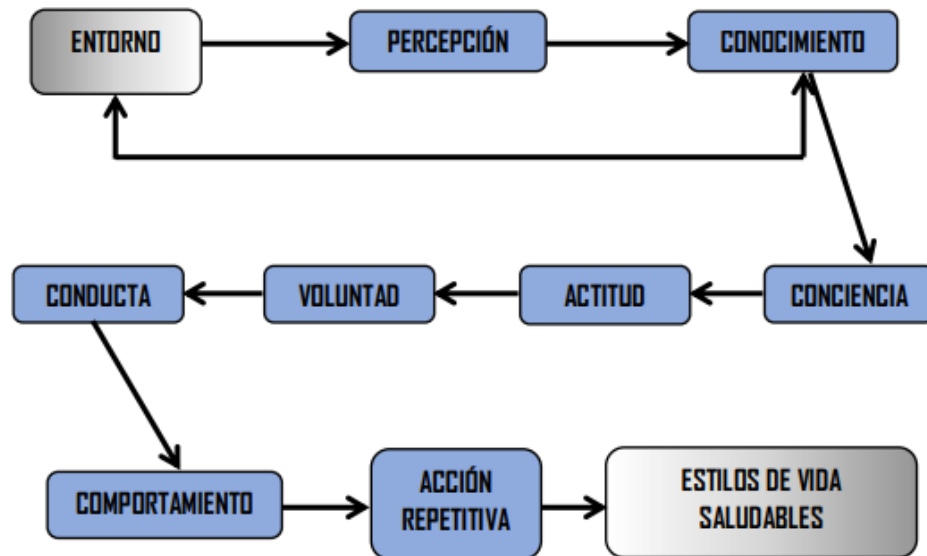 ENTORNO
PERCEPCIÓN
CONOCIMIENTO
CONDUCTA
VOLUNTAD
ACTITUD
CONCIENCIA
COMPORTAMIENTO
ACCIÓN
REPETITIVA
ESTILOS DE VIDA
SALUDABLES